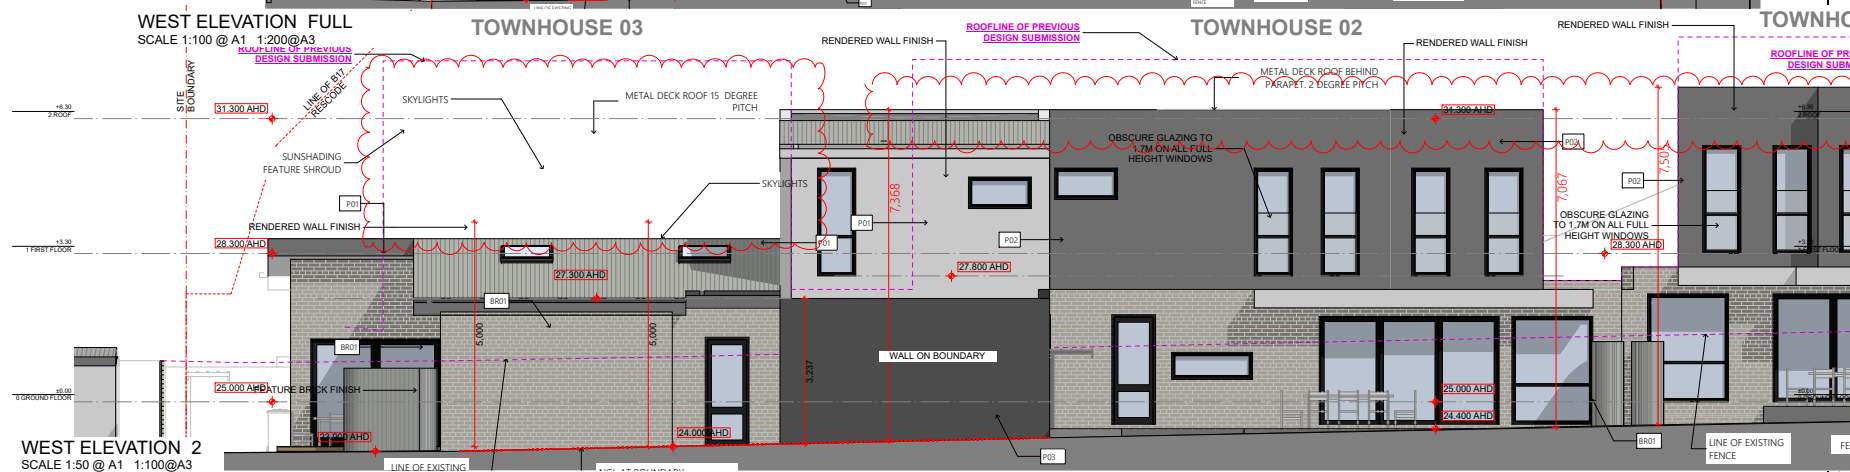 WEST ELEVATION FULL
SCALE 1:100 @ A1 1:200@A3
TOWNHOUSE 03
TOWNHOUSE 02
ROOFLINE OF PREVIOUS
DESIGN SUBMISSION
ROOFLINE OF PREVIOUS
DESIGN SUBMISSION
RENDERED WALL FINISH
RENDERED WALL FINISH
RENDERED WALL FINISH
SITE
BOUNDARY
LINE OF B17
RESCODE
SKYLIGHTS
METAL DECK ROOF 15 DEGREE
PITCH
METAL DECK ROOF BEHIND
PARAPET. 2 DEGREE PITCH
+6.30
2 ROOF
31.300 AHD
31.300 AHD
SUNSHADING
FEATURE SHROUD
OBSCURE GLAZING TO
1.7M ON ALL FULL
HEIGHT WINDOWS
P02
SKYLIGHTS
P02
P01
RENDERED WALL FINISH
P01
P01
P02
7,368
7,067
7,505
OBSCURE GLAZING
TO 1.7M ON ALL FULL
HEIGHT WINDOWS
+3.30
1 FIRST FLOOR
28.300 AHD
28.300 AHD
27.300 AHD
27.800 AHD
BR01
BR01
5,000
5,000
3,237
WALL ON BOUNDARY
±0.00
0 GROUND FLOOR
25.000 AHD
FEATURE BRICK FINISH
25.000 AHD
24.400 AHD
24.000 AHD
WEST ELEVATION 2
SCALE 1:50 @ A1 1:100@A3
LINE OF EXISTING
P03
BR01
LINE OF EXISTING
FENCE